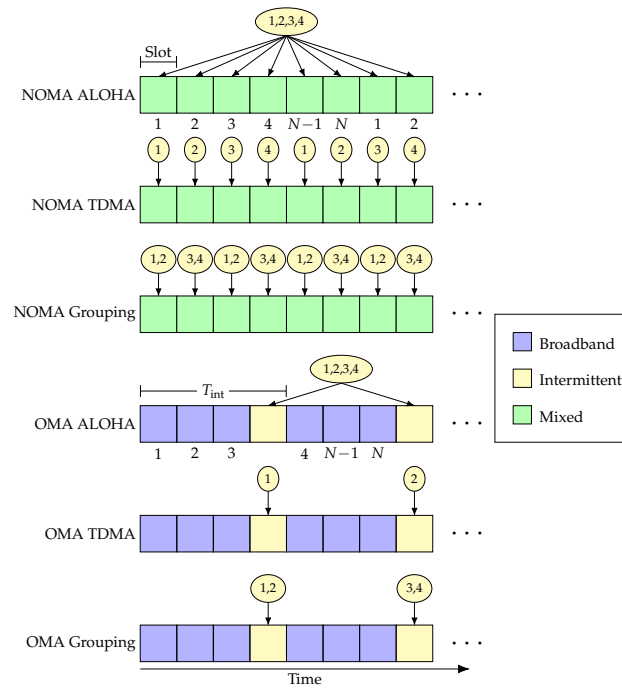 1,2,3,4
Slot
NOMA ALOHA
. . .
1 2 3 4 N−1 N 1 2
1 2 3 4 1 2 3 4
NOMA TDMA
. . .
1,2 3,4 1,2 3,4 1,2 3,4 1,2 3,4
NOMA Grouping
. . .
Broadband
Intermittent
Mixed
1,2,3,4
T_int
OMA ALOHA
. . .
1 2 3 4 N−1 N
1 2
OMA TDMA
. . .
1,2 3,4
OMA Grouping
. . .
Time